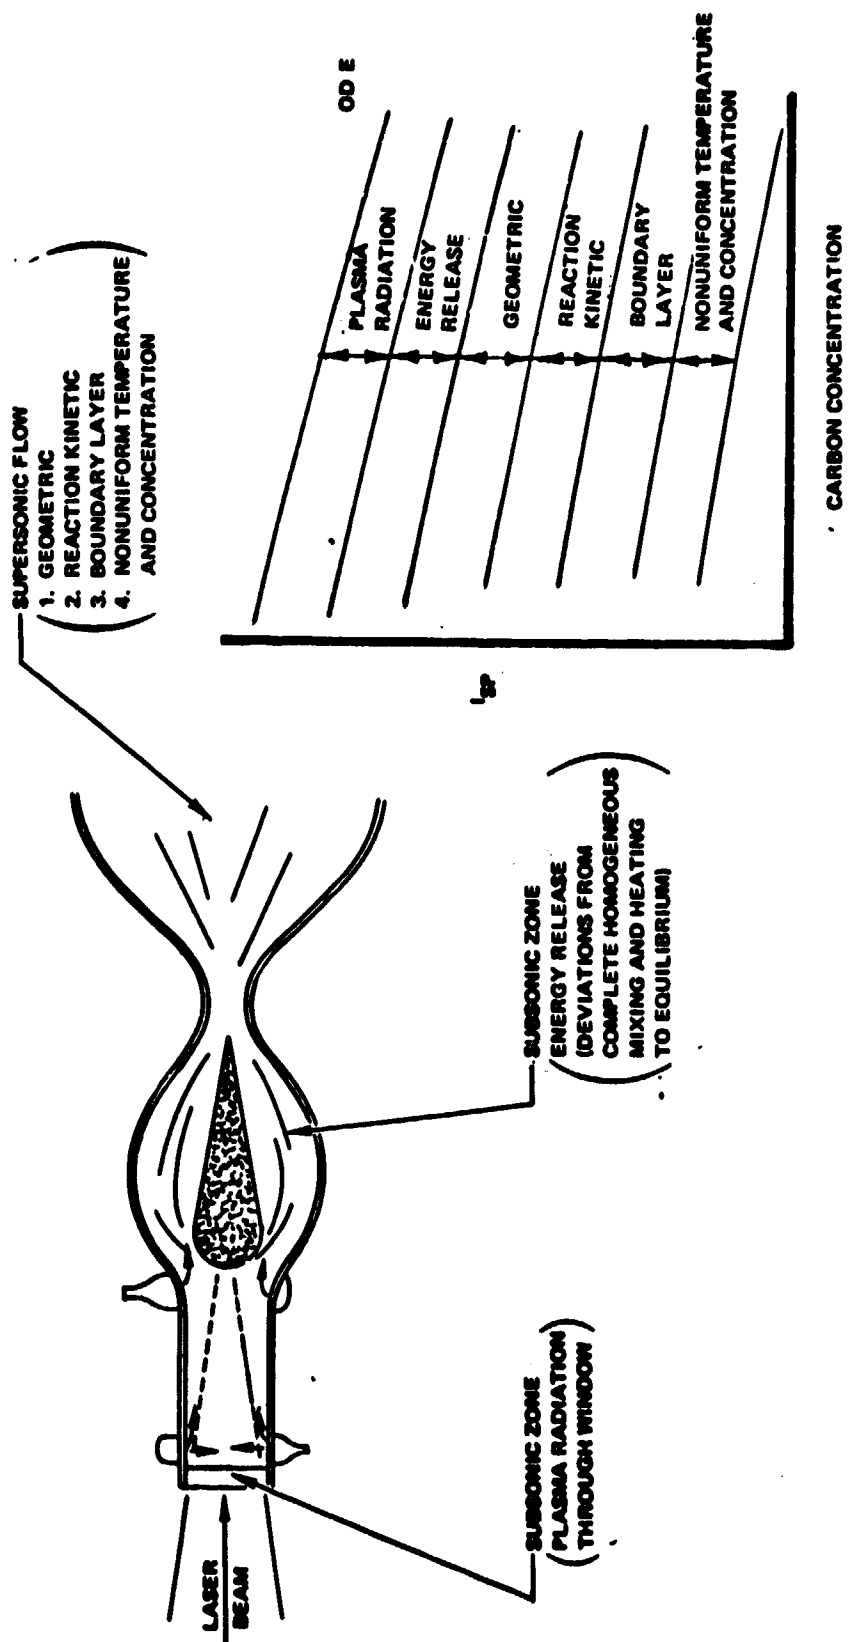 LASER
BEAM
SUBSONIC ZONE
PLASMA RADIATION
THROUGH WINDOW
SUBSONIC ZONE
ENERGY RELEASE
(DEVIATIONS FROM
COMPLETE HOMOGENEOUS
MIXING AND HEATING
TO EQUILIBRIUM)
SUPERSONIC FLOW
1. GEOMETRIC
2. REACTION KINETIC
3. BOUNDARY LAYER
4. NONUNIFORM TEMPERATURE
AND CONCENTRATION
ISP
OD E
PLASMA
RADIATION
ENERGY
RELEASE
GEOMETRIC
REACTION
KINETIC
BOUNDARY
LAYER
NONUNIFORM TEMPERATURE
AND CONCENTRATION
CARBON CONCENTRATION